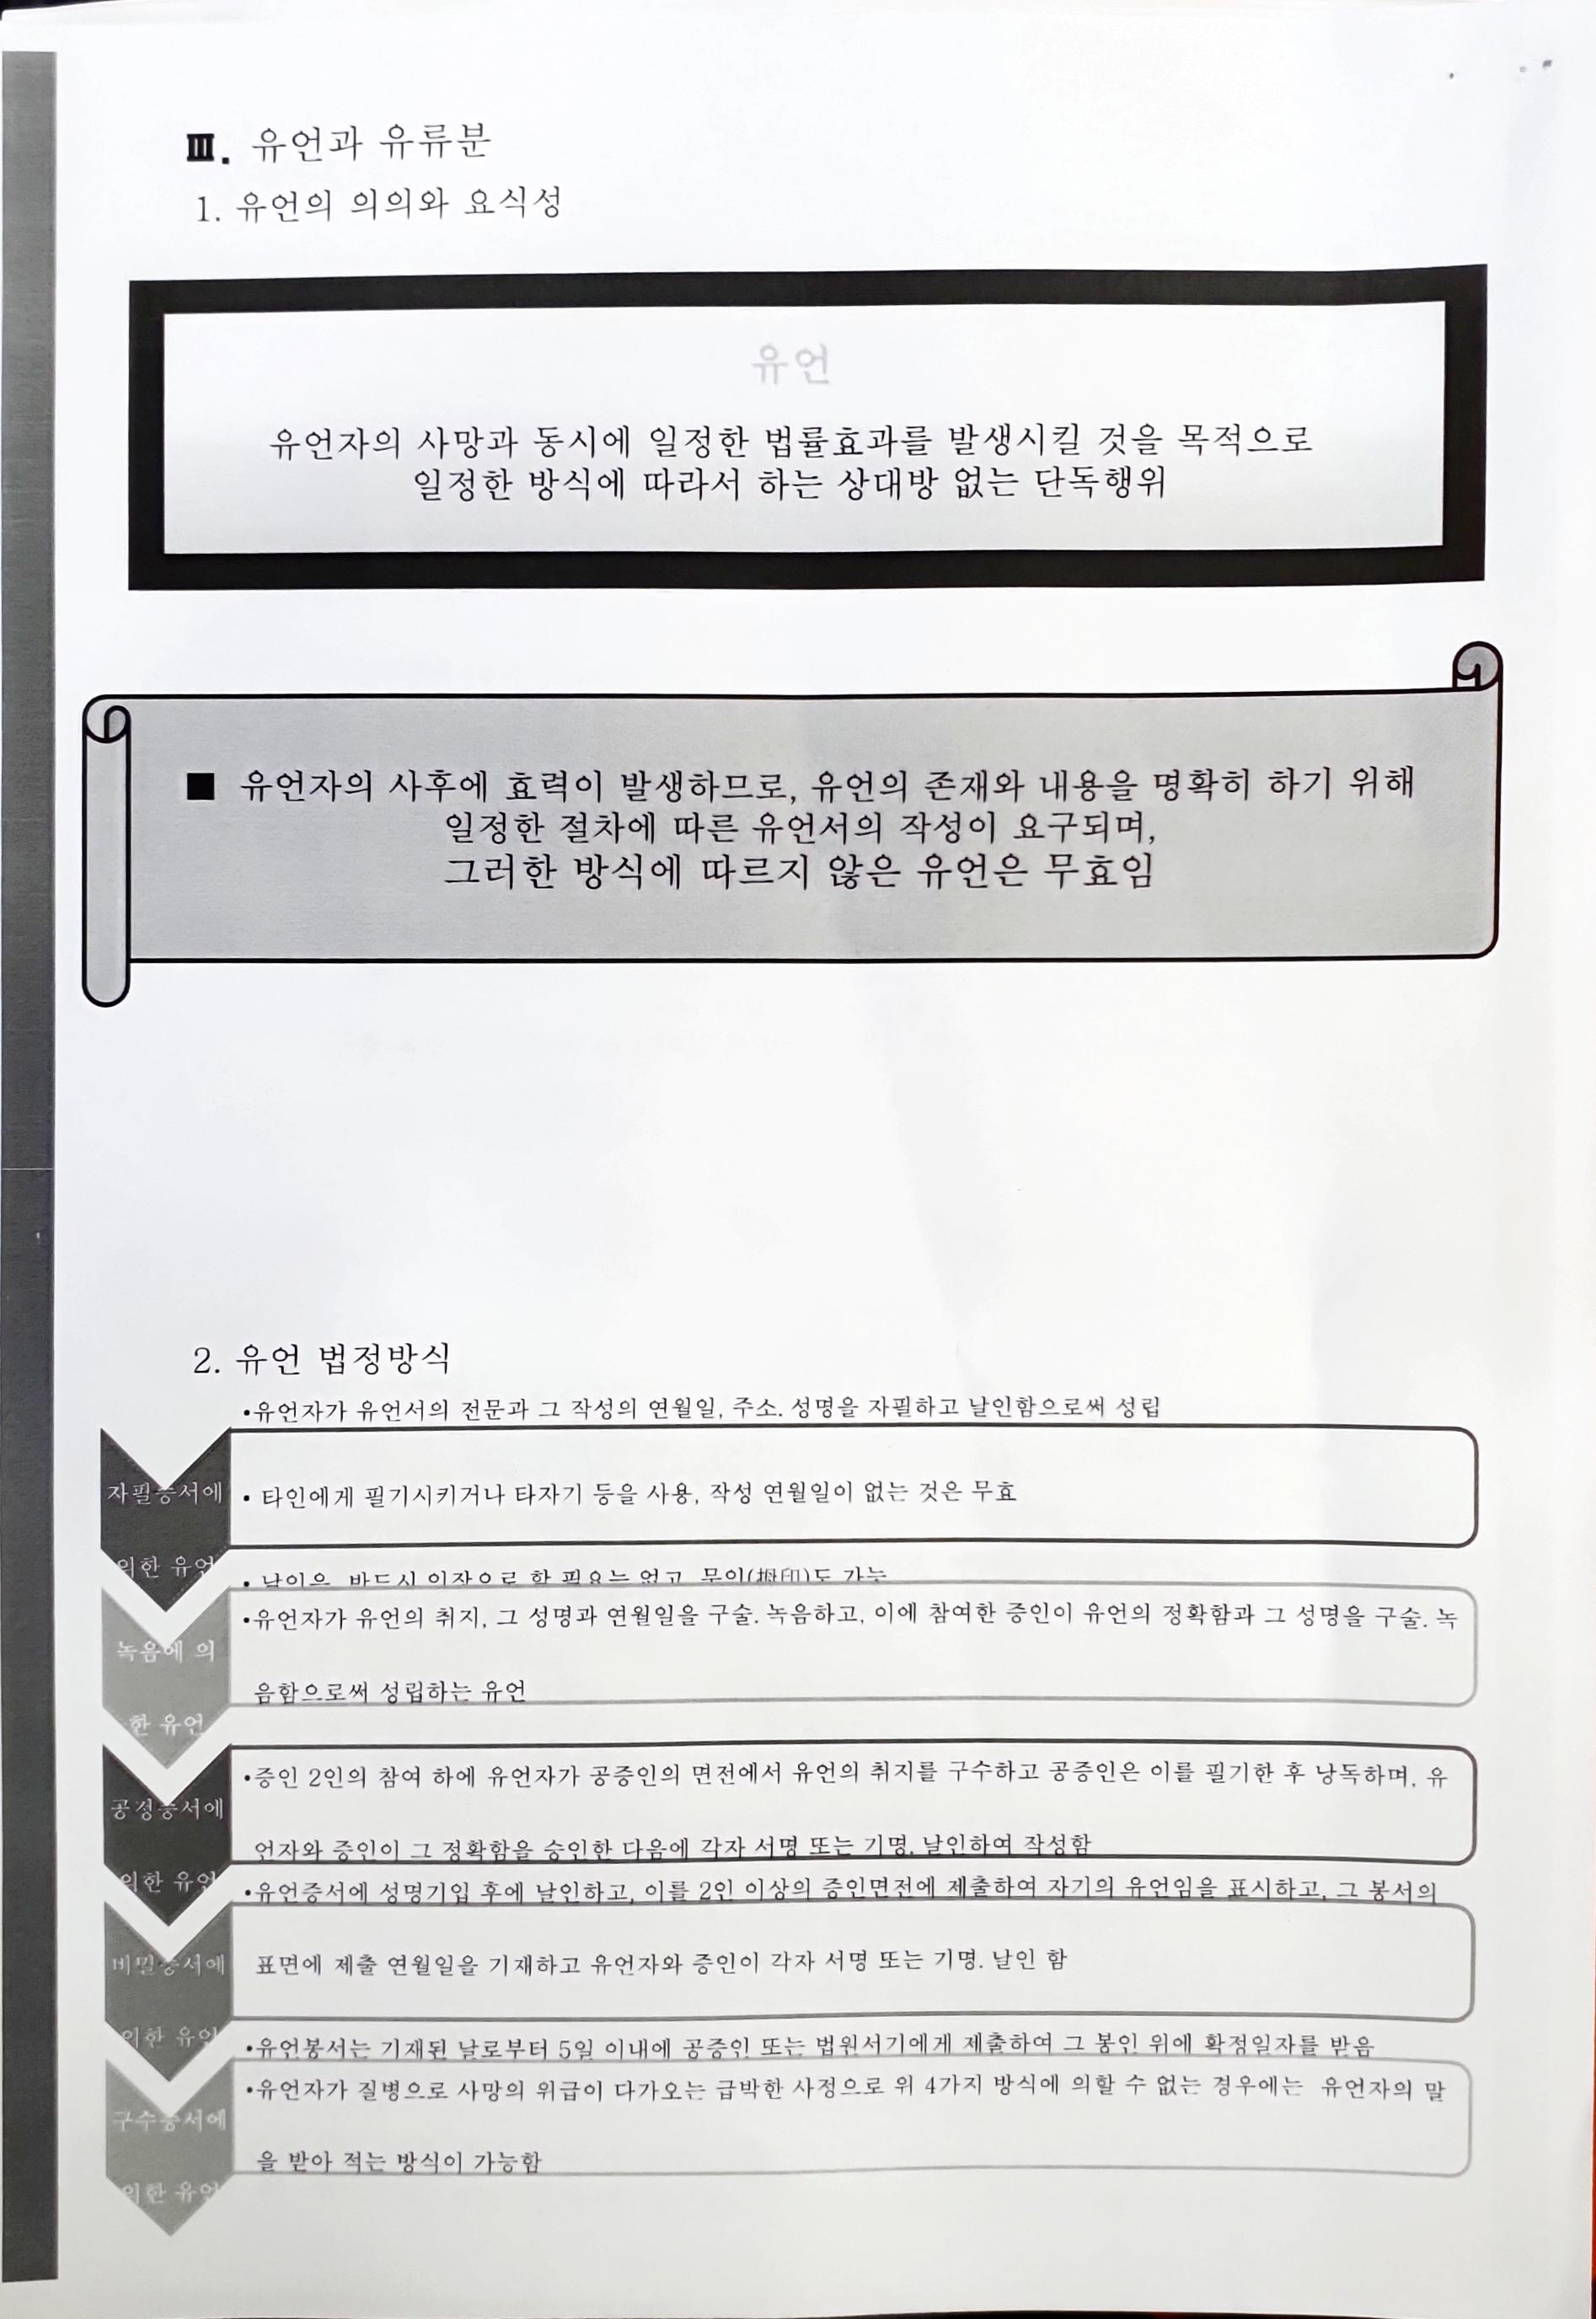 Ⅲ. 유언과 유류분
1. 유언의 의의와 요식성
유언
유언자의 사망과 동시에 일정한 법률효과를 발생시킬 것을 목적으로
일정한 방식에 따라서 하는 상대방 없는 단독행위
■ 유언자의 사후에 효력이 발생하므로, 유언의 존재와 내용을 명확히 하기 위해
일정한 절차에 따른 유언서의 작성이 요구되며,
그러한 방식에 따르지 않은 유언은 무효임
2. 유언 법정방식
•유언자가 유언서의 전문과 그 작성의 연월일, 주소. 성명을 자필하고 날인함으로써 성립
자필증서에
• 타인에게 필기시키거나 타자기 등을 사용, 작성 연월일이 없는 것은 무효
의한 유언
• 날인은 반드시 인장으로 할 필요는 없고 무인(拇印)도 가능
•유언자가 유언의 취지, 그 성명과 연월일을 구술. 녹음하고, 이에 참여한 증인이 유언의 정확함과 그 성명을 구술. 녹
녹음에 의
음함으로써 성립하는 유언
한 유언
•증인 2인의 참여 하에 유언자가 공증인의 면전에서 유언의 취지를 구수하고 공증인은 이를 필기한 후 낭독하며, 유
공정증서에
언자와 증인이 그 정확함을 승인한 다음에 각자 서명 또는 기명. 날인하여 작성함
의한 유언
•유언증서에 성명기입 후에 날인하고, 이를 2인 이상의 증인면전에 제출하여 자기의 유언임을 표시하고, 그 봉서의
비밀증서에
표면에 제출 연월일을 기재하고 유언자와 증인이 각자 서명 또는 기명. 날인 함
의한 유언
•유언봉서는 기재된 날로부터 5일 이내에 공증인 또는 법원서기에게 제출하여 그 봉인 위에 확정일자를 받음
•유언자가 질병으로 사망의 위급이 다가오는 급박한 사정으로 위 4가지 방식에 의할 수 없는 경우에는 유언자의 말
구수증서에
을 받아 적는 방식이 가능함
의한 유언